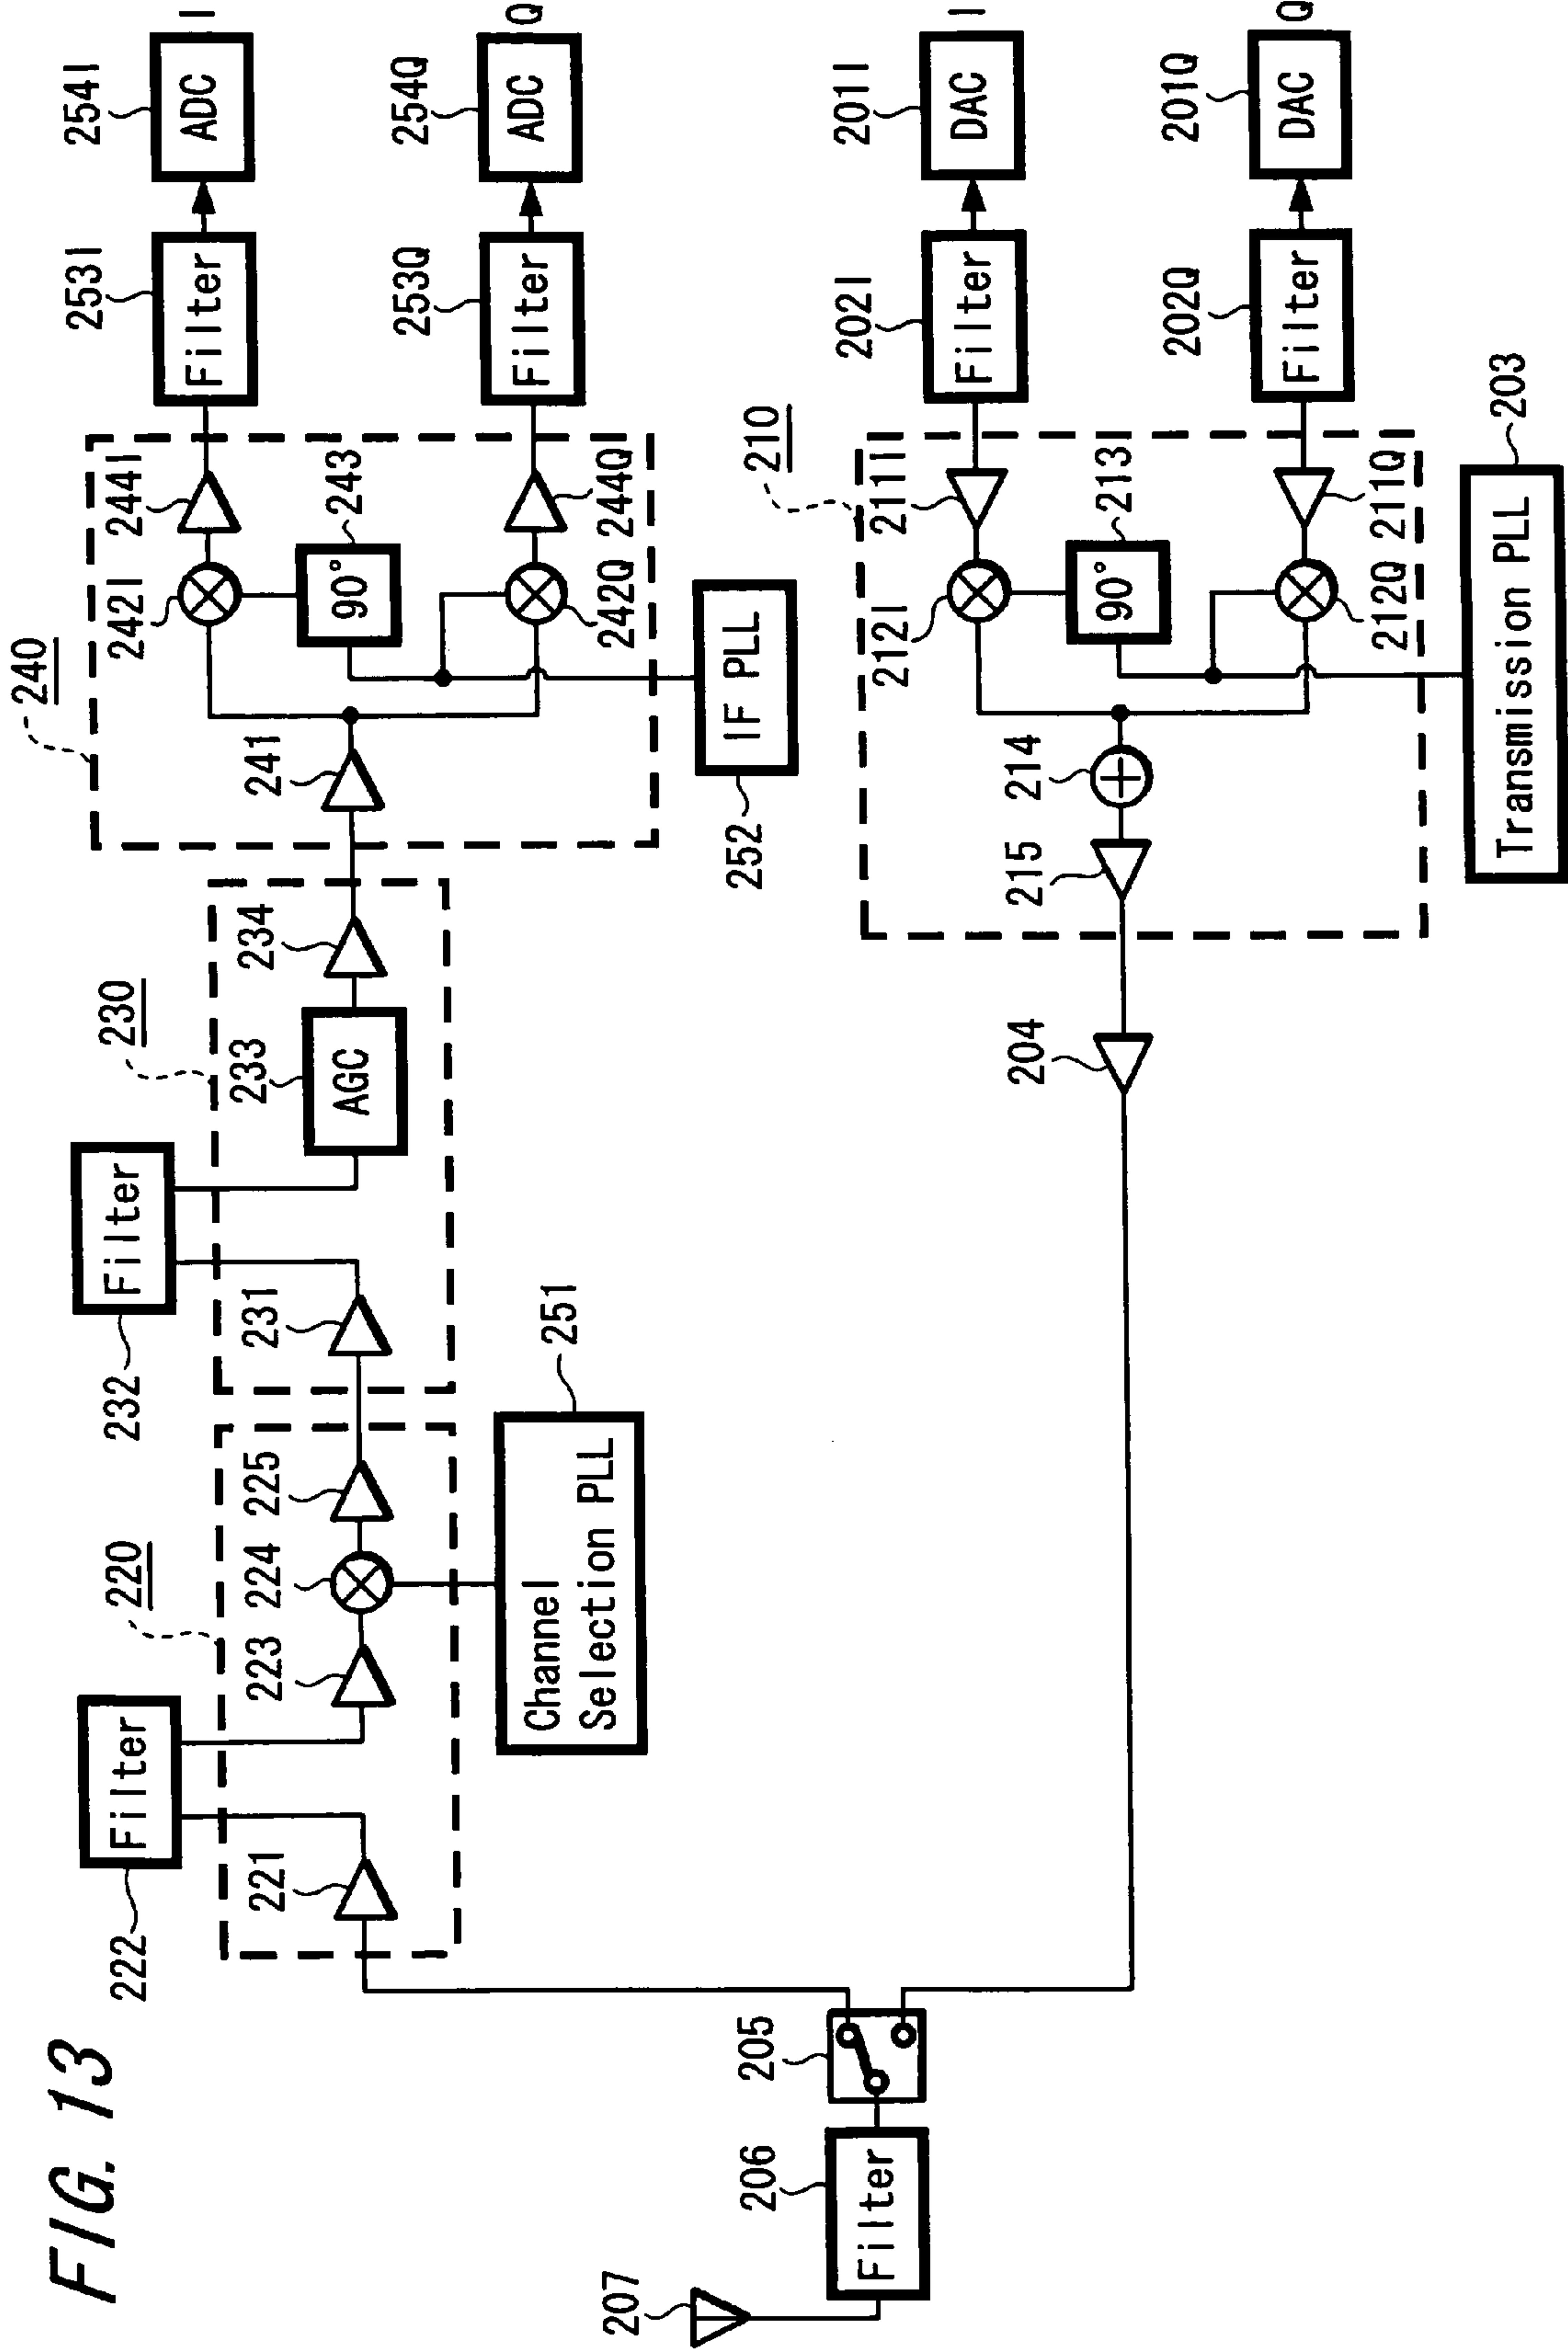 FIG. 13
207
206
Filter
205
222
Filter
220
221
223
224
225
Channel
Selection PLL
251
232
Filter
230
231
233
AGC
234
240
241
242I
244I
243
90°
242Q
244Q
IF PLL
252
253I
Filter
254I
ADC
I
253Q
Filter
254Q
ADC
Q
204
210
215
214
212I
211I
213
90°
212Q
211Q
Transmission PLL
203
202I
Filter
201I
DAC
I
202Q
Filter
201Q
DAC
Q